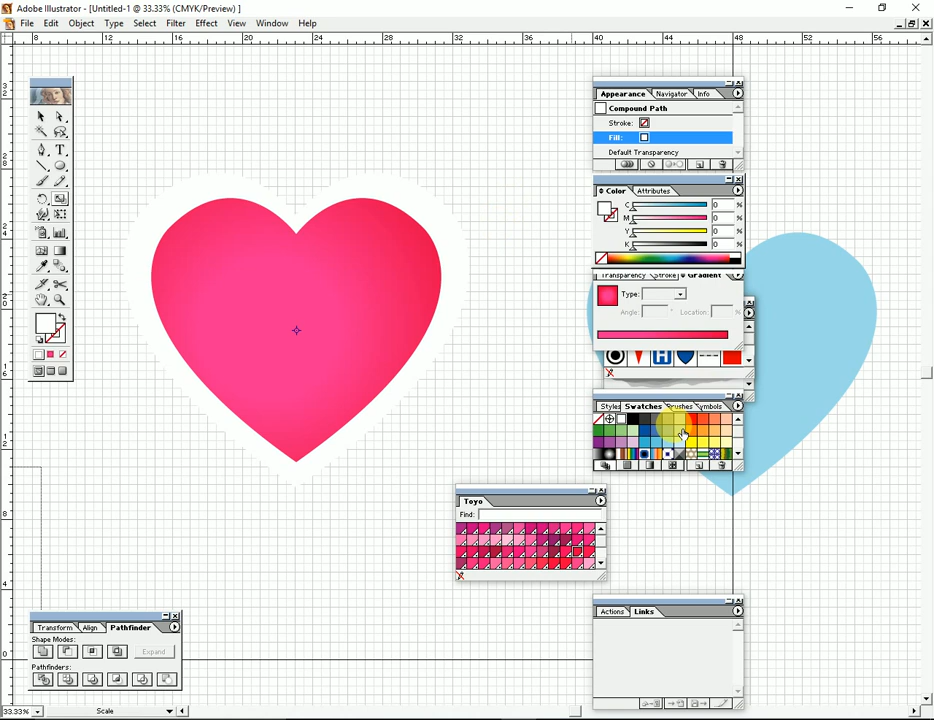 Adobe Illustrator - [Untitled-1 @ 33.33% (CMYK/Preview) ]
File Edit Object Type Select Filter Effect View Window Help
8 20 24 28 32 36 40 44 48 52 56
Appearance Navigator Info
Compound Path
Stroke:
Fill:
Default Transparency
Color Attributes
C 0 %
M 0 %
Y 0 %
K 0 %
Transparency Stroke Gradient
Type:
Angle: ° Location: %
Styles Swatches Brushes Symbols
Toyo
Find:
Actions Links
Transform Align Pathfinder
Shape Modes:
Expand
Pathfinders:
33.33% Scale